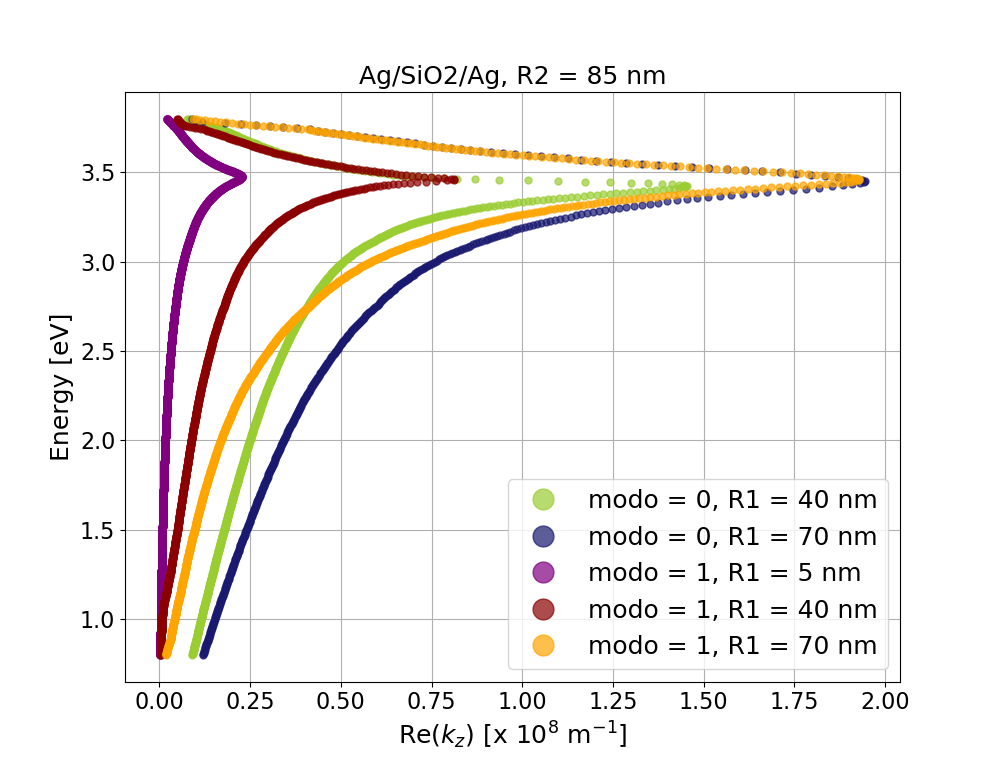 Ag/SiO2/Ag, R2 = 85 nm
Energy [eV]
3.5
3.0
2.5
2.0
1.5
1.0
modo = 0, R1 = 40 nm
modo = 0, R1 = 70 nm
modo = 1, R1 = 5 nm
modo = 1, R1 = 40 nm
modo = 1, R1 = 70 nm
0.00 0.25 0.50 0.75 1.00 1.25 1.50 1.75 2.00
Re(k_z) [x 10⁸ m⁻¹]